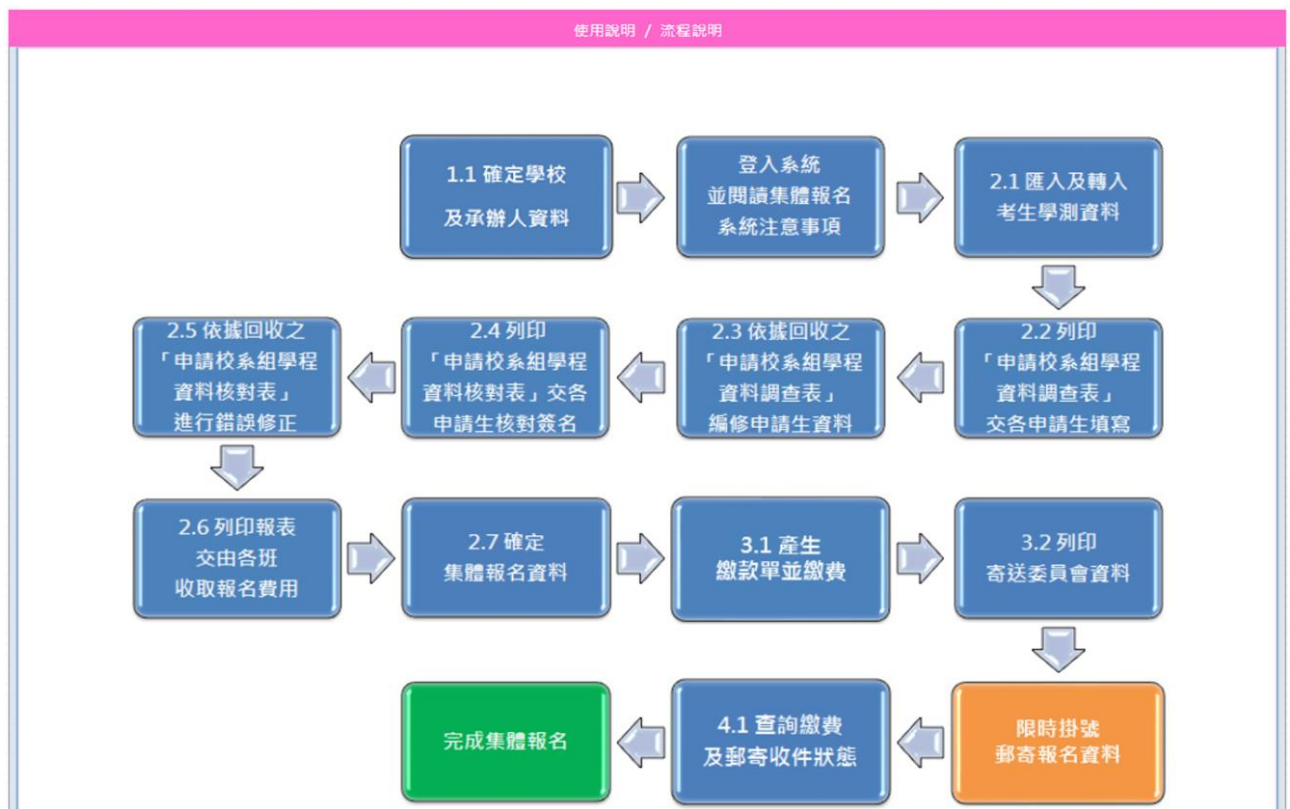 使用說明 / 流程說明
1.1 確定學校
及承辦人資料
登入系統
並閱讀集體報名
系統注意事項
2.1 匯入及轉入
考生學測資料
2.2 列印
「申請校系組學程
資料調查表」
交各申請生填寫
2.3 依據回收之
「申請校系組學程
資料調查表」
編修申請生資料
2.4 列印
「申請校系組學程
資料核對表」交各
申請生核對簽名
2.5 依據回收之
「申請校系組學程
資料核對表」
進行錯誤修正
2.6 列印報表
交由各班
收取報名費用
2.7 確定
集體報名資料
3.1 產生
繳款單並繳費
3.2 列印
寄送委員會資料
限時掛號
郵寄報名資料
4.1 查詢繳費
及郵寄收件狀態
完成集體報名